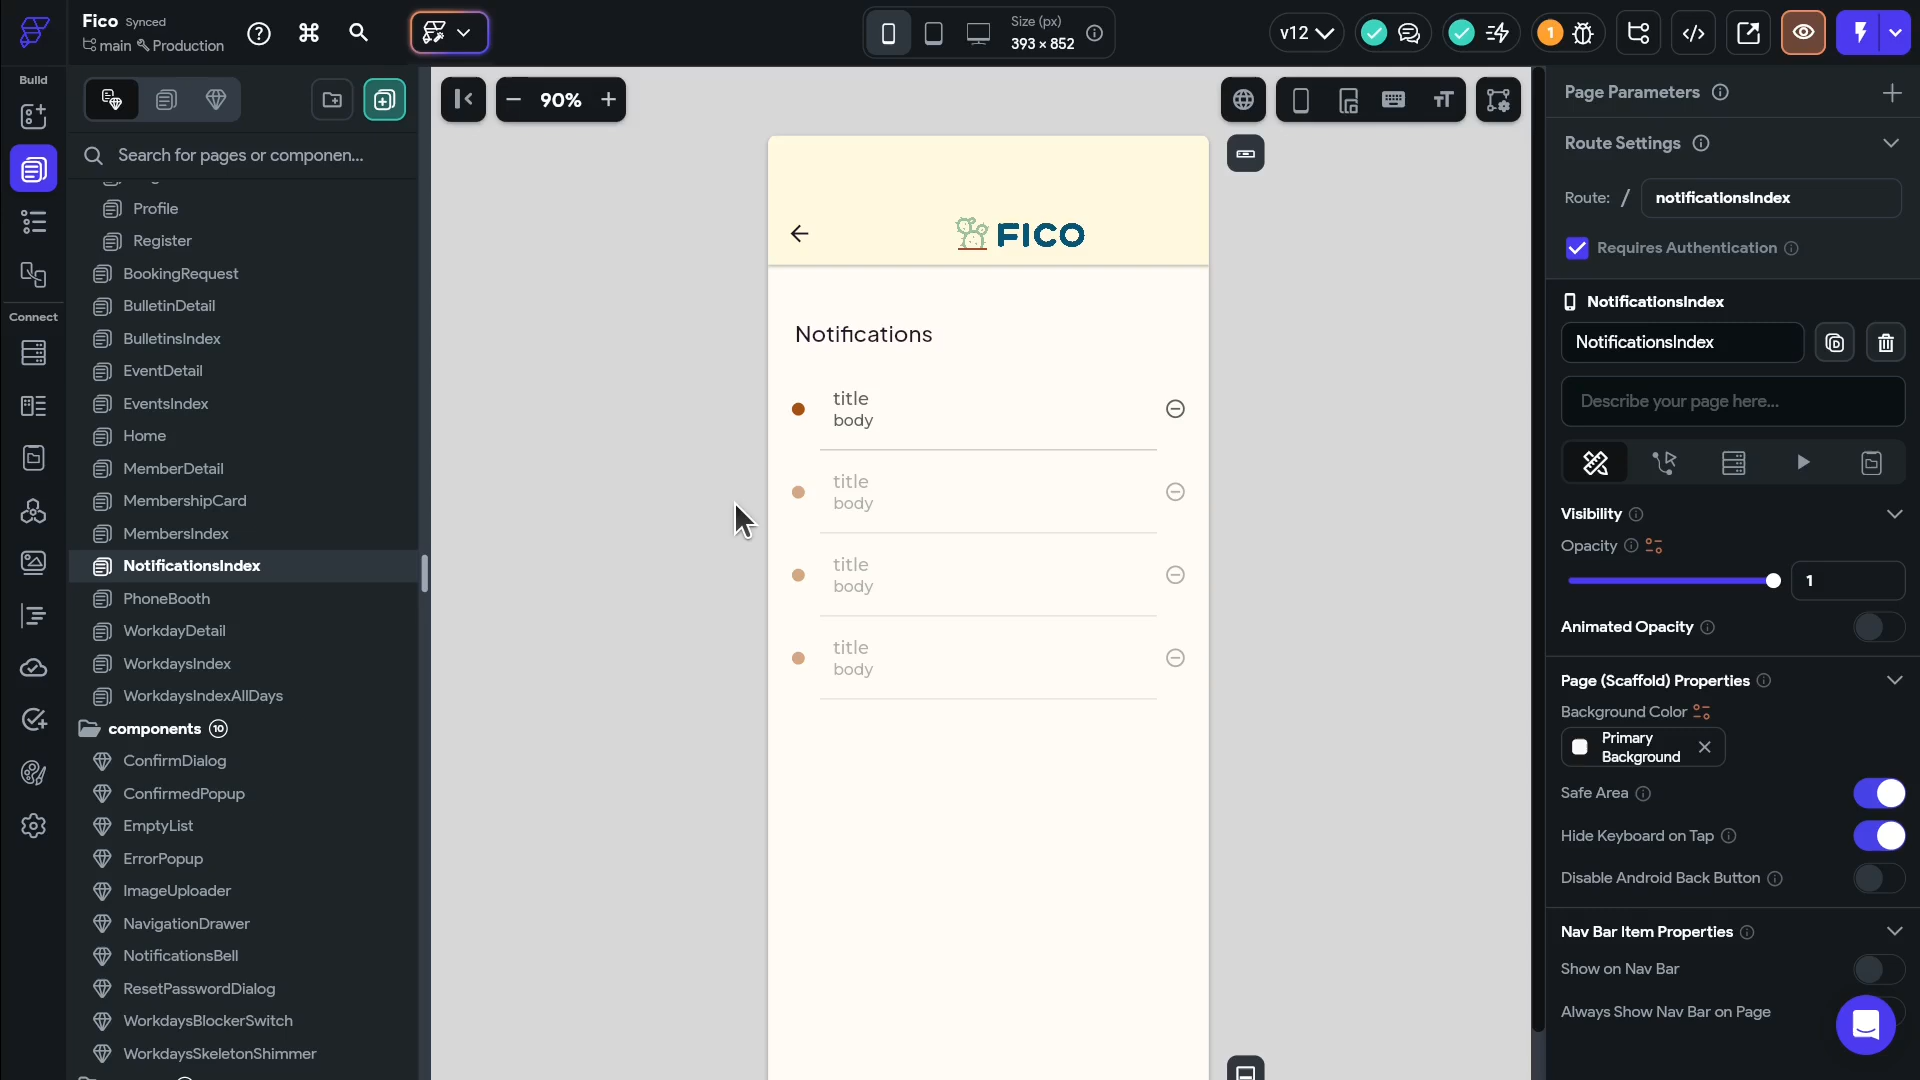 Fico Synced
main Production
Size (px)
393 × 852
v12
1
Build
Connect
Search for pages or componen...
Profile
Register
BookingRequest
BulletinDetail
BulletinsIndex
EventDetail
EventsIndex
Home
MemberDetail
MembershipCard
MembersIndex
NotificationsIndex
PhoneBooth
WorkdayDetail
WorkdaysIndex
WorkdaysIndexAllDays
components 10
ConfirmDialog
ConfirmedPopup
EmptyList
ErrorPopup
ImageUploader
NavigationDrawer
NotificationsBell
ResetPasswordDialog
WorkdaysBlockerSwitch
WorkdaysSkeletonShimmer
90%
FICO
Notifications
title
body
title
body
title
body
title
body
Page Parameters
Route Settings
Route: / notificationsIndex
Requires Authentication
NotificationsIndex
NotificationsIndex
Describe your page here...
Visibility
Opacity
1
Animated Opacity
Page (Scaffold) Properties
Background Color
Primary
Background
Safe Area
Hide Keyboard on Tap
Disable Android Back Button
Nav Bar Item Properties
Show on Nav Bar
Always Show Nav Bar on Page